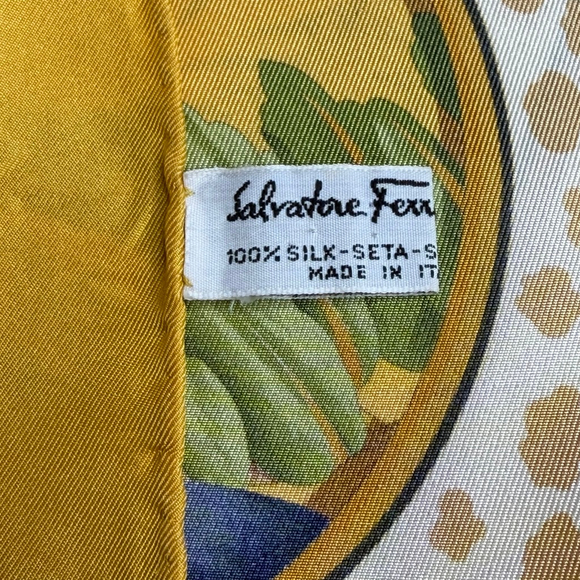 Salvatore Ferr
100% SILK-SETA-S
MADE IN IT